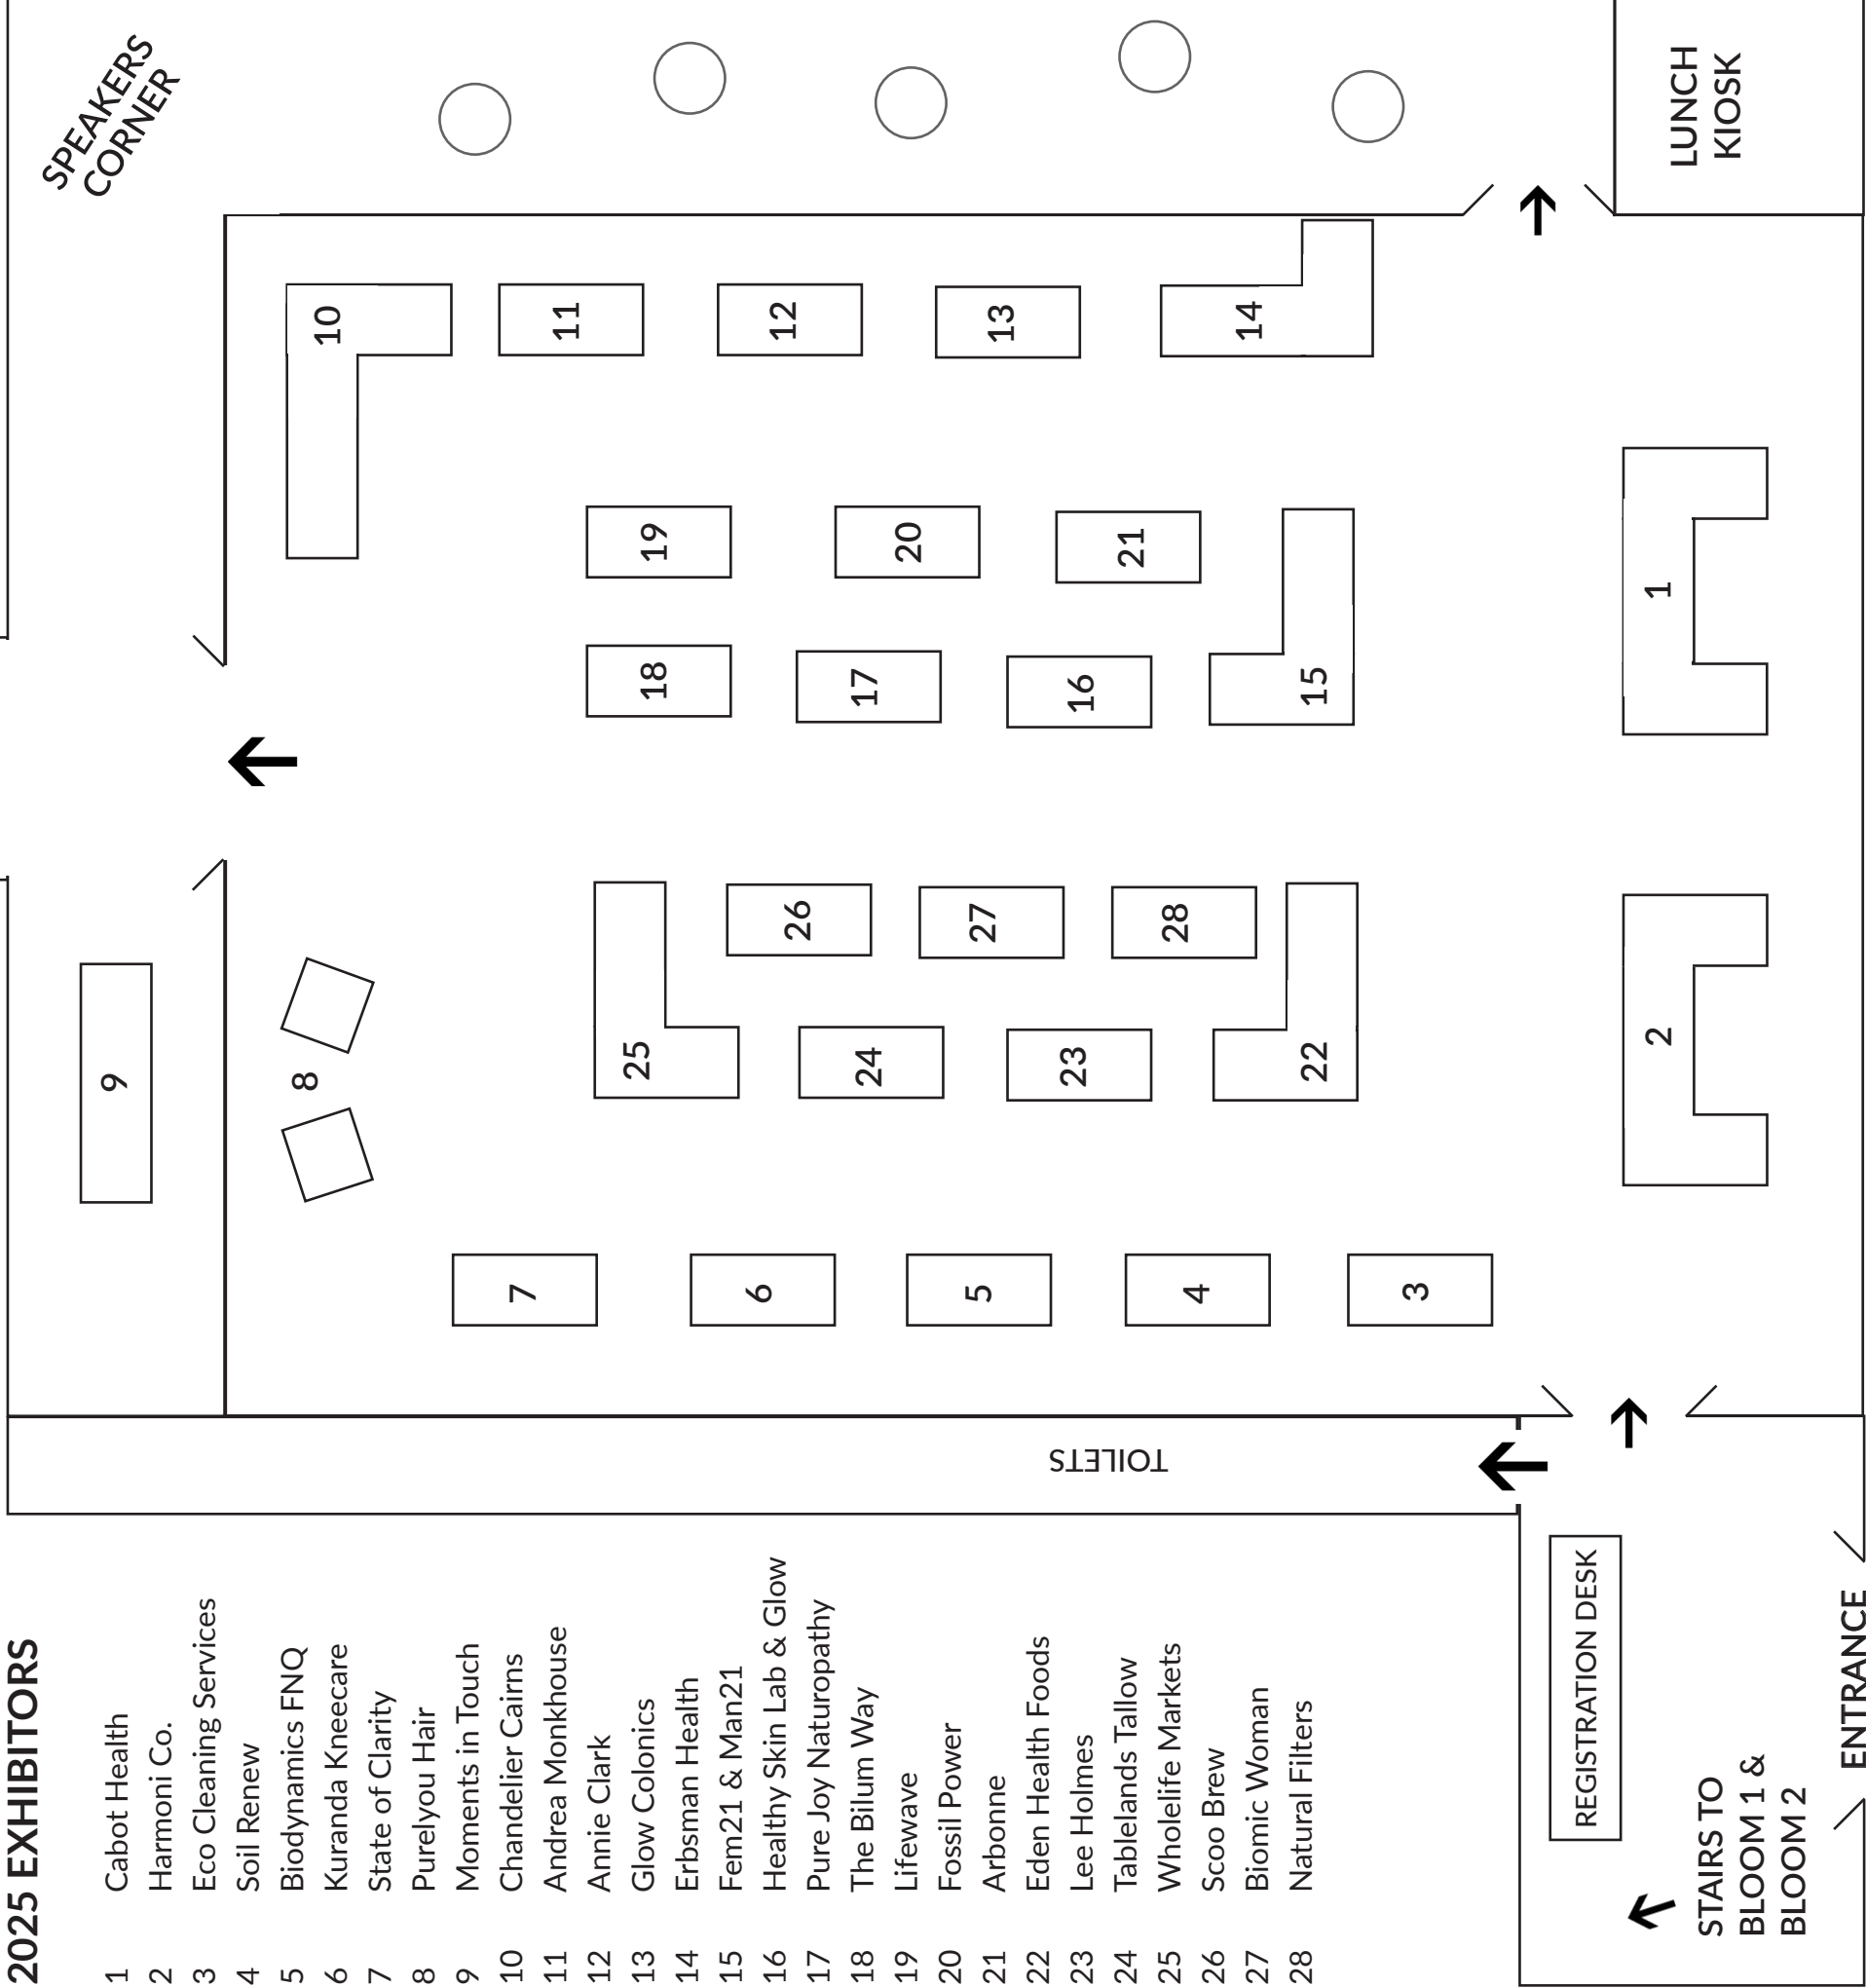 2025 EXHIBITORS
1 Cabot Health
2 Harmoni Co.
3 Eco Cleaning Services
4 Soil Renew
5 Biodynamics FNQ
6 Kuranda Kneecare
7 State of Clarity
8 Purelyou Hair
9 Moments in Touch
10 Chandelier Cairns
11 Andrea Monkhouse
12 Annie Clark
13 Glow Colonics
14 Erbsman Health
15 Fem21 & Man21
16 Healthy Skin Lab & Glow
17 Pure Joy Naturopathy
18 The Bilum Way
19 Lifewave
20 Fossil Power
21 Arbonne
22 Eden Health Foods
23 Lee Holmes
24 Tablelands Tallow
25 Wholelife Markets
26 Scoo Brew
27 Biomic Woman
28 Natural Filters
SPEAKERS
CORNER
9
8
10
11
12
13
14
19
20
21
18
17
16
15
25
26
27
28
24
23
22
7
6
5
4
3
1
2
LUNCH
KIOSK
TOILETS
REGISTRATION DESK
STAIRS TO
BLOOM 1 &
BLOOM 2
ENTRANCE